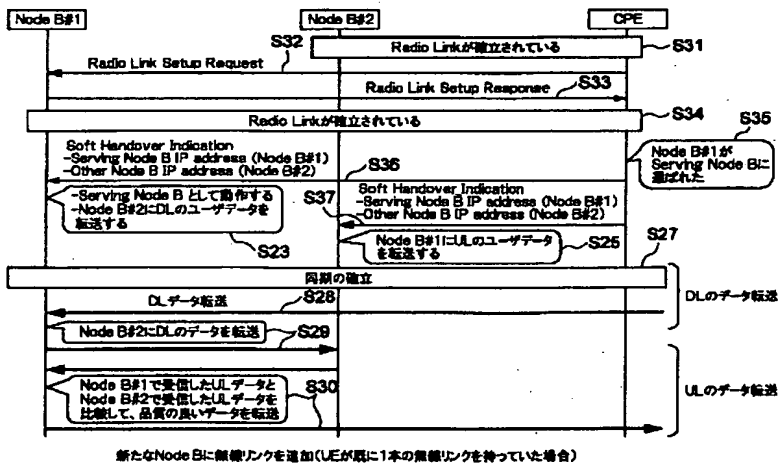 Node B#1
Node B#2
CPE
Radio Linkが確立されている
S31
S32
Radio Link Setup Request
S33
Radio Link Setup Response
S34
Radio Linkが確立されている
S35
Node B#1が
Serving Node Bに
選ばれた
Soft Handover Indication
-Serving Node B IP address (Node B#1)
-Other Node B IP address (Node B#2)
S36
-Serving Node B として動作する
-Node B#2にDLのユーザデータを
転送する
S23
Soft Handover Indication
-Serving Node B IP address (Node B#1)
-Other Node B IP address (Node B#2)
S37
Node B#1にULのユーザデータ
を転送する
S25
S27
同期の確立
DLデータ転送
S28
DLのデータ転送
Node B#2にDLのデータを転送
S29
Node B#1で受信したULデータと
Node B#2で受信したULデータを
比較して、品質の良いデータを転送
S30
ULのデータ転送
新たなNode Bに無線リンクを追加(UEが既に1本の無線リンクを持っていた場合)